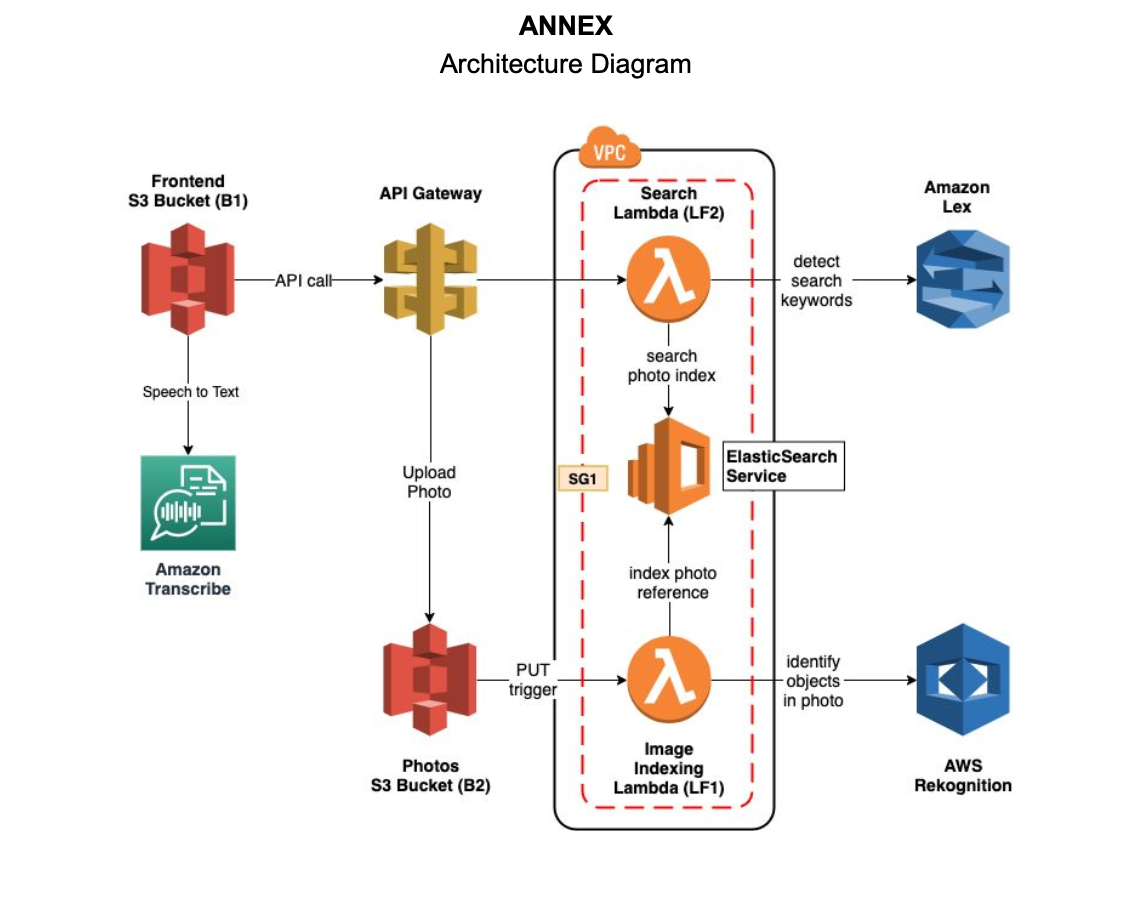 ANNEX
Architecture Diagram
VPC
Frontend
S3 Bucket (B1)
API Gateway
Search
Lambda (LF2)
Amazon
Lex
API call
detect
search
keywords
search
photo index
Speech to Text
Upload
Photo
SG1
ElasticSearch
Service
Amazon
Transcribe
index photo
reference
PUT
trigger
identify
objects
in photo
Photos
S3 Bucket (B2)
Image
Indexing
Lambda (LF1)
AWS
Rekognition